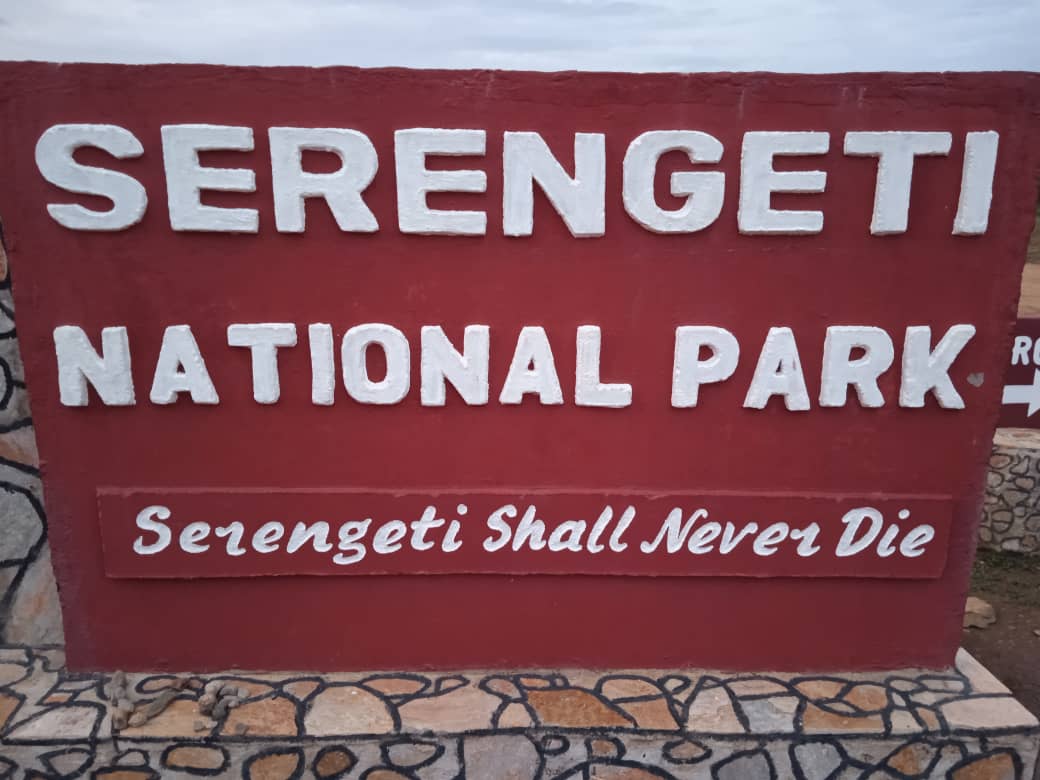 SERENGETI
NATIONAL PARK
Serengeti Shall Never Die